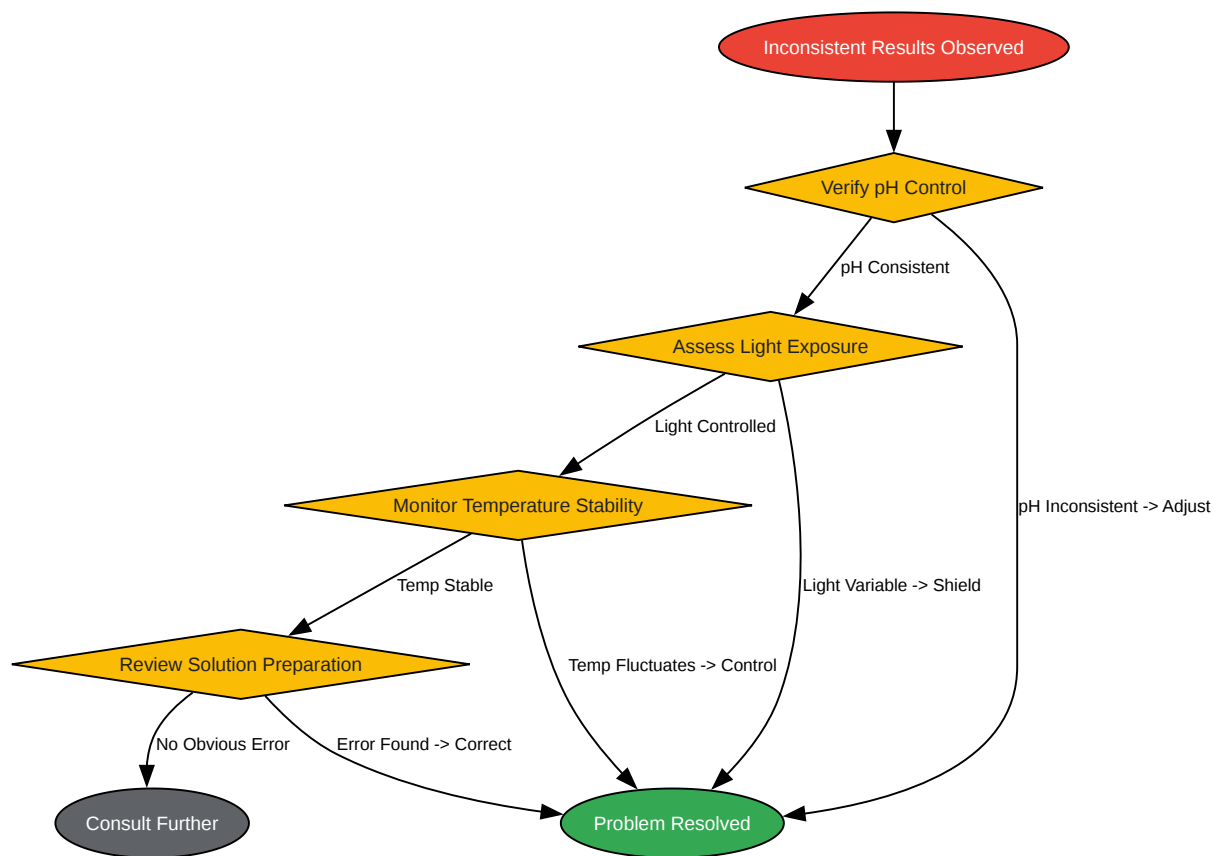 Inconsistent Results Observed
Verify pH Control
pH Consistent
Assess Light Exposure
Light Controlled
Monitor Temperature Stability
pH Inconsistent -> Adjust
Temp Stable
Light Variable -> Shield
Review Solution Preparation
Temp Fluctuates -> Control
No Obvious Error
Error Found -> Correct
Consult Further
Problem Resolved